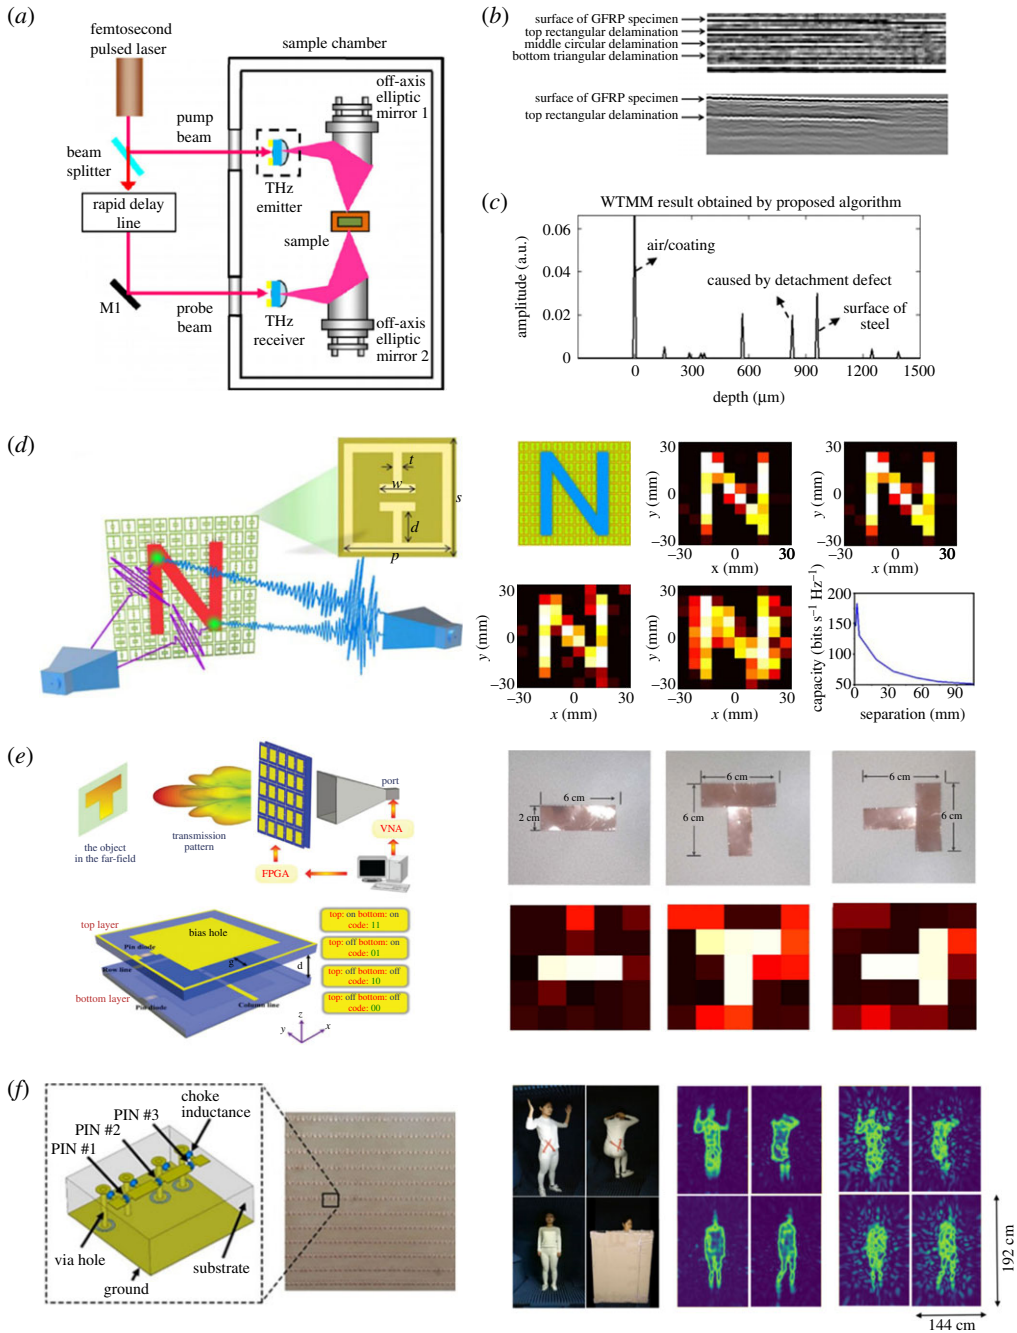 (a)
femtosecond
pulsed laser
sample chamber
off-axis
elliptic
mirror 1
pump
beam
beam
splitter
THz
emitter
rapid delay
line
sample
M1
probe
beam
THz
receiver
off-axis
elliptic
mirror 2
(b)
surface of GFRP specimen
top rectangular delamination
middle circular delamination
bottom triangular delamination
surface of GFRP specimen
top rectangular delamination
(c)
WTMM result obtained by proposed algorithm
amplitude (a.u.)
0.06
0.04
0.02
0
air/coating
caused by detachment defect
surface of
steel
0 300 600 900 1200 1500
depth (μm)
(d)
t
w
s
d
p
y (mm)
30
0
−30
−30 0 30
x (mm)
y (mm)
30
0
−30
−30 0 30
x (mm)
y (mm)
30
0
−30
−30 0 30
x (mm)
y (mm)
30
0
−30
−30 0 30
x (mm)
capacity (bits s⁻¹ Hz⁻¹)
200
150
100
50
0 30 60 90
separation (mm)
(e)
the object
in the far-field
transmission
pattern
port
VNA
FPGA
top layer
bias hole
Pin diode
g
d
Row line
bottom layer
Pin diode
Column line
z
y
x
top: on bottom: on
code: 11
top: off bottom: on
code: 01
top: off bottom: off
code: 10
top: off bottom: off
code: 00
6 cm
2 cm
6 cm
6 cm
6 cm
6 cm
(f)
choke
inductance
PIN #3
PIN #2
PIN #1
via hole
ground
substrate
192 cm
144 cm